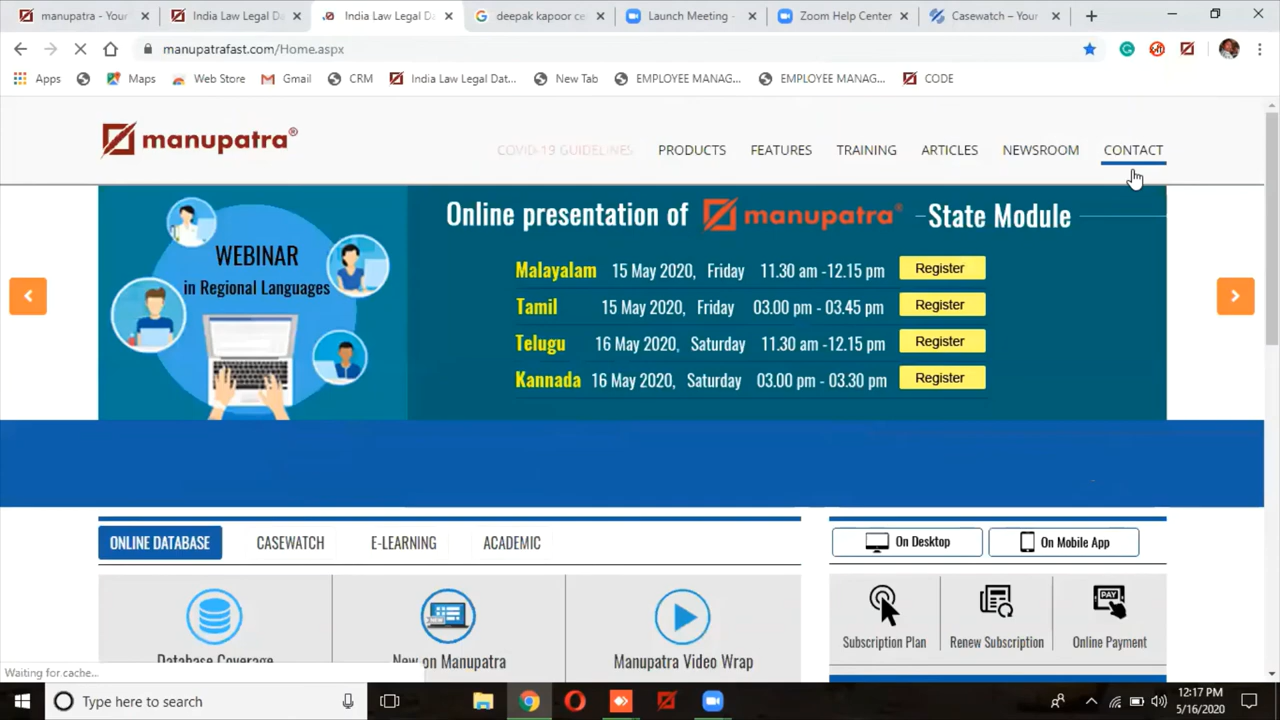 manupatra - You
India Law Legal D
India Law Legal D
deepak kapoor ce
Launch Meeting -
Zoom Help Center
Casewatch – Your
manupatrafast.com/Home.aspx
Apps
Maps
Web Store
Gmail
CRM
India Law Legal Dat...
New Tab
EMPLOYEE MANAG...
EMPLOYEE MANAG...
CODE
manupatra®
COVID-19 GUIDELINES
PRODUCTS
FEATURES
TRAINING
ARTICLES
NEWSROOM
CONTACT
WEBINAR
in Regional Languages
Online presentation of manupatra® State Module
Malayalam 15 May 2020, Friday 11.30 am -12.15 pm Register
Tamil 15 May 2020, Friday 03.00 pm - 03.45 pm Register
Telugu 16 May 2020, Saturday 11.30 am -12.15 pm Register
Kannada 16 May 2020, Saturday 03.00 pm - 03.30 pm Register
ONLINE DATABASE
CASEWATCH
E-LEARNING
ACADEMIC
On Desktop
On Mobile App
Database Coverage
New on Manupatra
Manupatra Video Wrap
Subscription Plan
Renew Subscription
PAY
Online Payment
Waiting for cache...
Type here to search
12:17 PM
5/16/2020